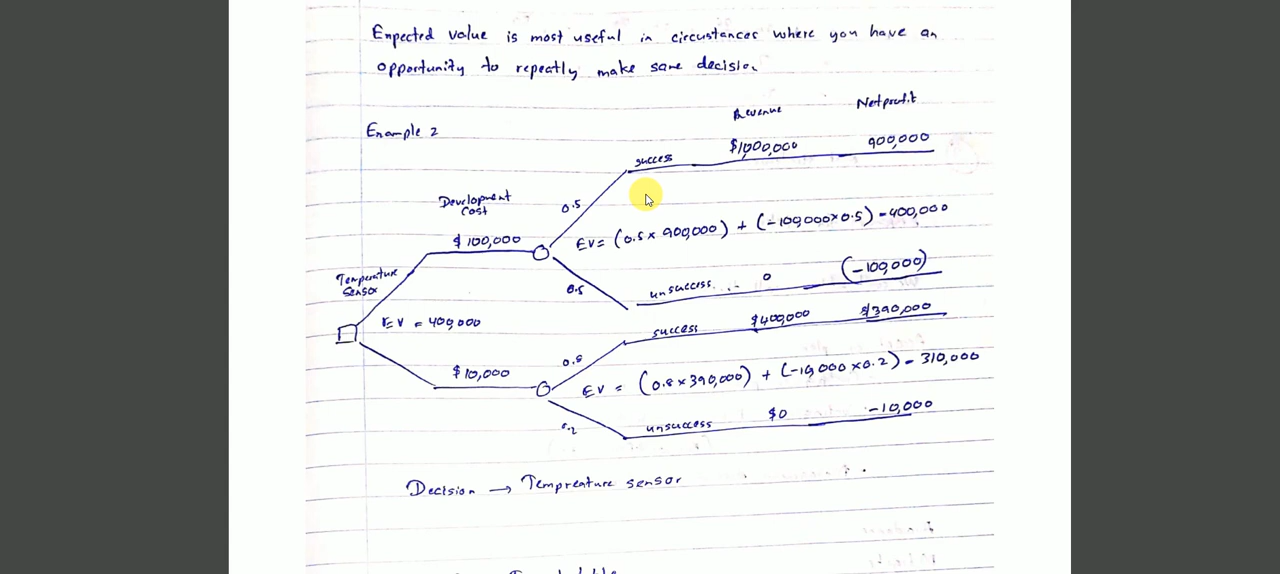 Expected value is most useful in circustances where you have an
opportunity to repeatly make same decision
Revenue Net profit
Example 2
success $1,000,000 900,000
Development
Cost
0.5
$100,000
EV = (0.5 x 900,000) + (-100,000 x 0.5) - 400,000
Temperature
Sensor
0.5
unsuccess... 0 (-100,000)
EV = 400,000
success $400,000 $390,000
0.8
$10,000
EV = (0.8 x 390,000) + (-10,000 x 0.2) - 310,000
0.2
unsuccess $0 -10,000
Decision → Temprature sensor